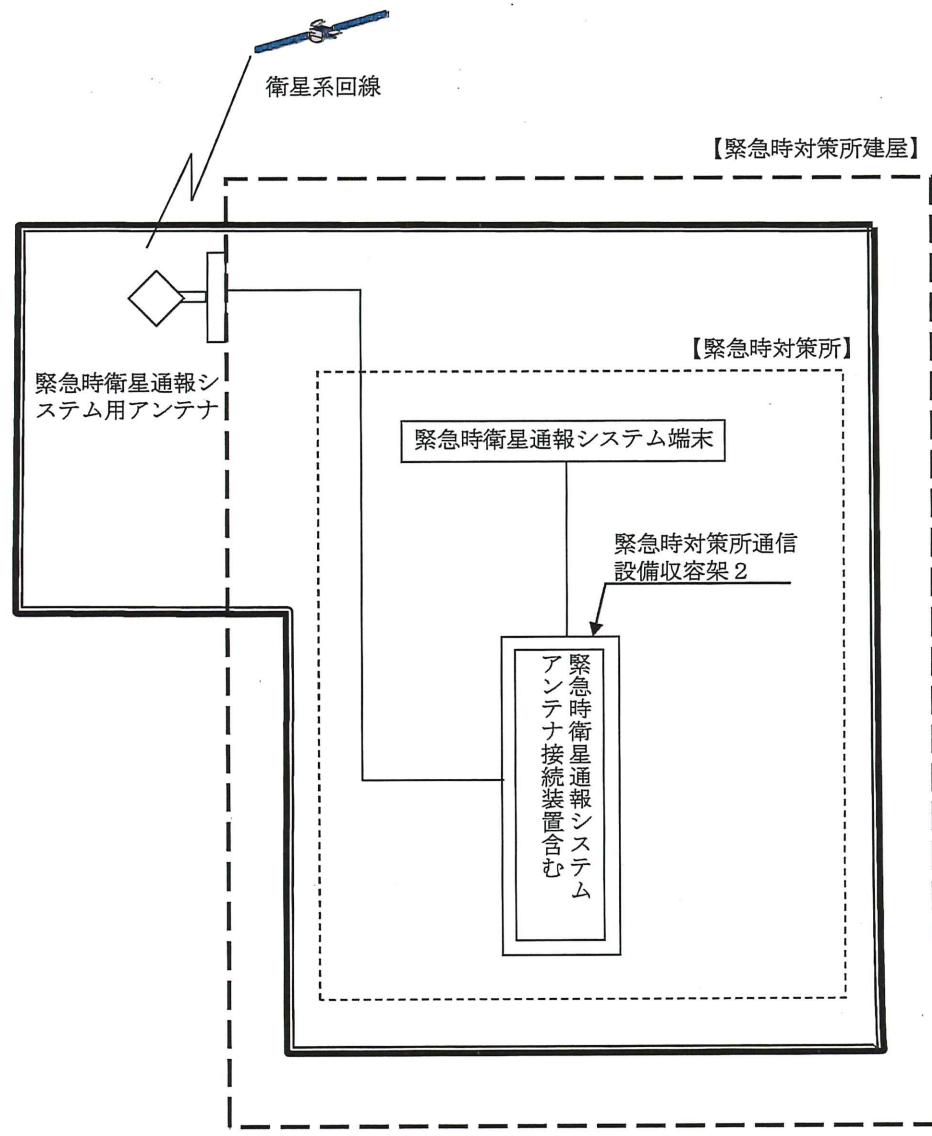 衛星系回線
【緊急時対策所建屋】
【緊急時対策所】
緊急時衛星通報シ
ステム用アンテナ
緊急時衛星通報システム端末
緊急時対策所通信
設備収容架2
緊急時衛星通報システム
アンテナ接続装置含む